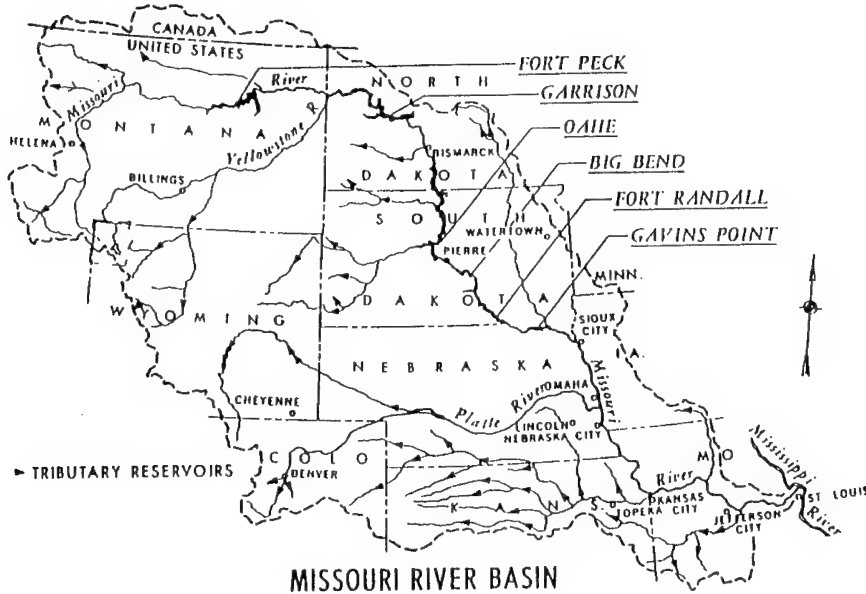 CANADA
UNITED STATES
FORT PECK
River
NORTH
GARRISON
Missouri
MONTANA
OAHE
HELENA
Yellowstone R
BISMARCK
BIG BEND
BILLINGS
DAKOTA
FORT RANDALL
SOUTH
WATERTOWN
GAVINS POINT
PIERRE
MINN.
DAKOTA
WYOMING
SIOUX
CITY
IA.
NEBRASKA
Missouri
CHEYENNE
Platte River
OMAHA
LINCOLN
NEBRASKA
CITY
COLO
MO
Mississippi
River
TRIBUTARY RESERVOIRS
DENVER
River
KANS.
TOPEKA
KANSAS
CITY
ST LOUIS
JEFFERSON
CITY
MISSOURI RIVER BASIN